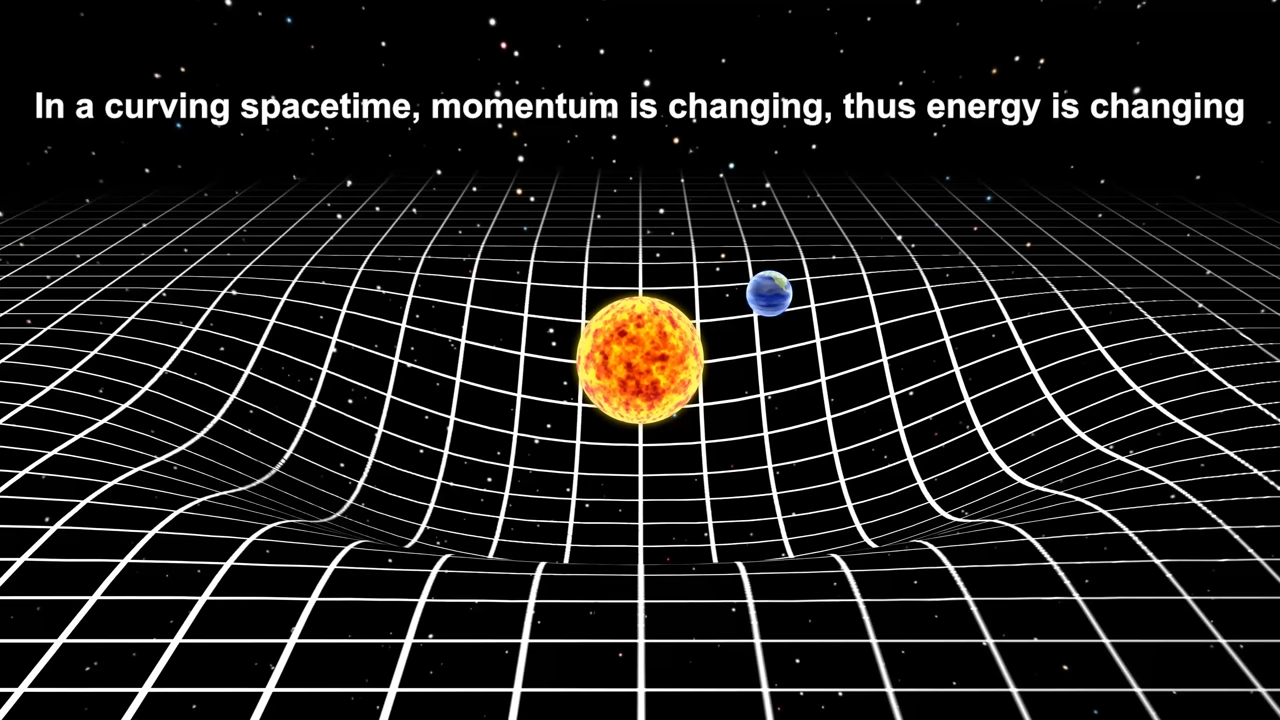 In a curving spacetime, momentum is changing, thus energy is changing